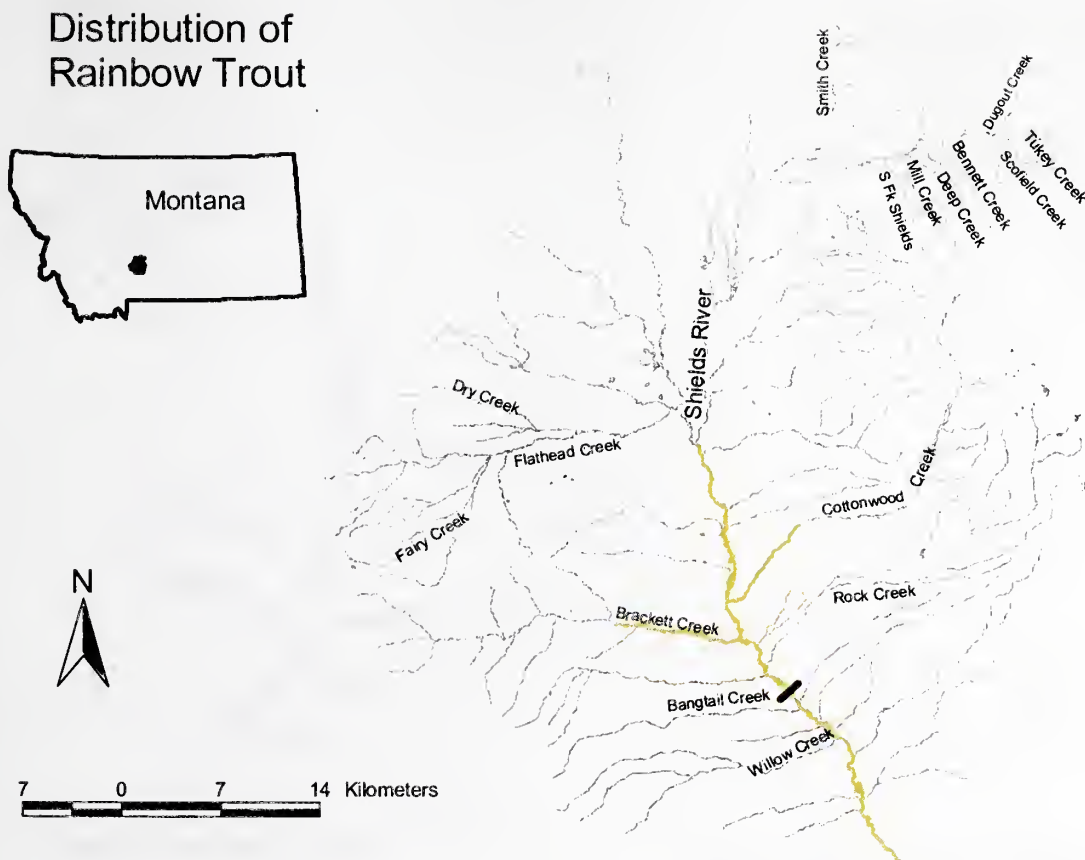 Distribution of
Rainbow Trout
Montana
Smith Creek
Dugout Creek
Tukey Creek
Scofield Creek
Bennett Creek
Deep Creek
Mill Creek
S Fk Shields
Shields River
Dry Creek
Flathead Creek
Fairy Creek
Cottonwood
Creek
Rock Creek
Brackett Creek
Bangtail Creek
Willow Creek
N
7 0 7 14 Kilometers